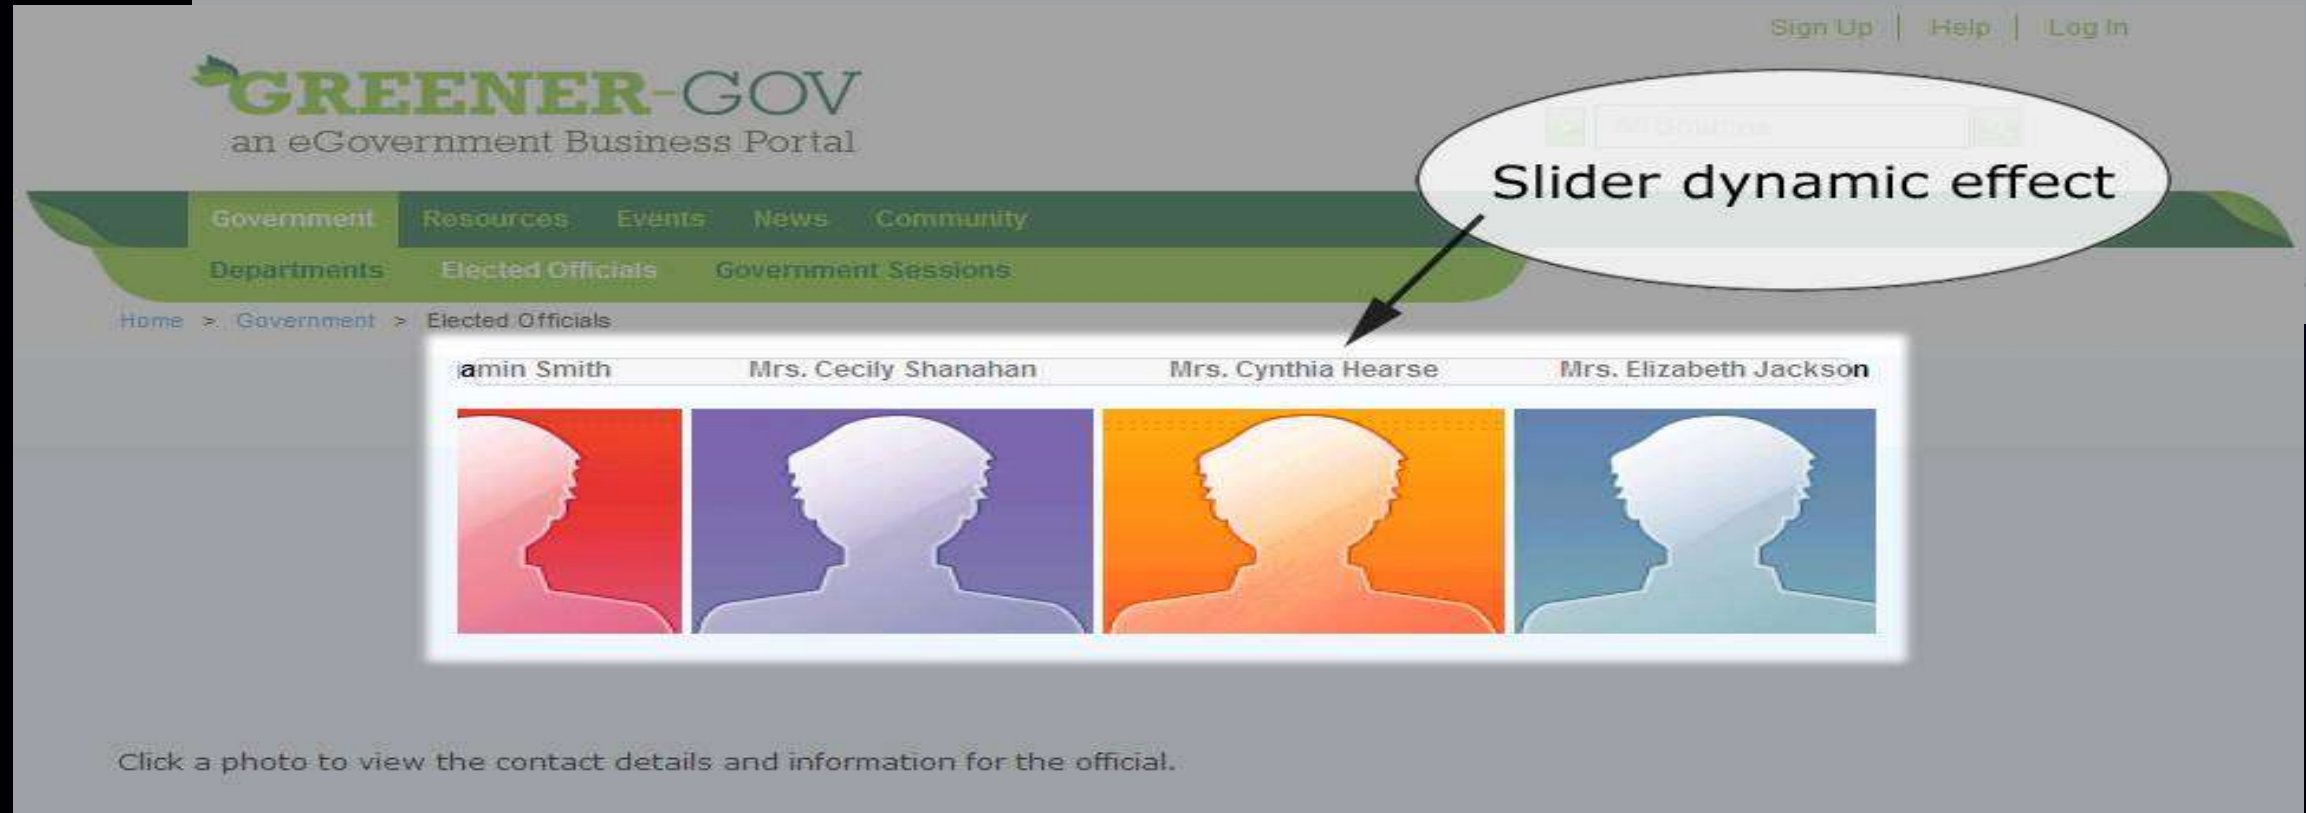 Sign Up | Help | Log In
GREENER-GOV
an eGovernment Business Portal
Slider dynamic effect
Government Resources Events News Community
Departments Elected Officials Government Sessions
Home > Government > Elected Officials
amin Smith Mrs. Cecily Shanahan Mrs. Cynthia Hearse Mrs. Elizabeth Jackson
Click a photo to view the contact details and information for the official.